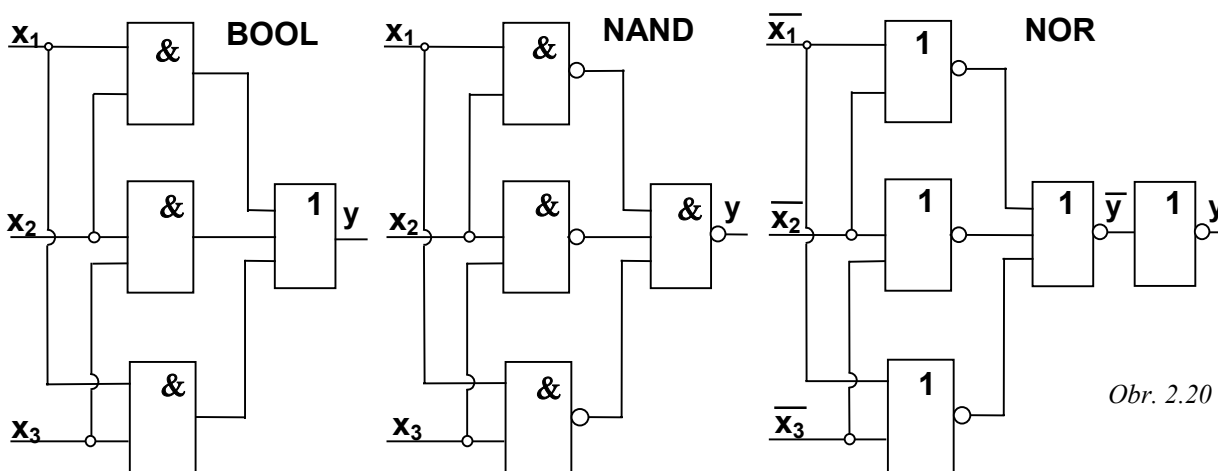 x1 & BOOL x1 & NAND x̅1 1 NOR
x2 & 1 y x2 & & y x̅2 1 1 y̅ 1 y
x3 & x3 & x̅3 1
Obr. 2.20